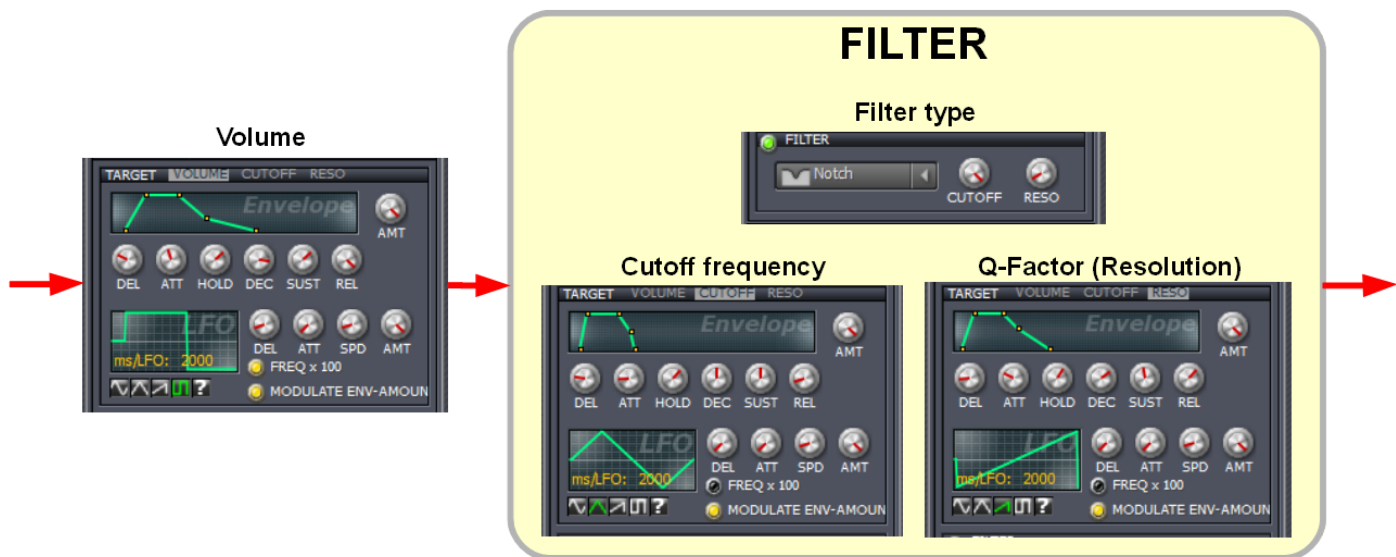 FILTER
Filter type
FILTER
Notch
CUTOFF RESO
Volume
TARGET VOLUME CUTOFF RESO
Envelope
AMT
DEL ATT HOLD DEC SUST REL
LFO
ms/LFO: 2000
DEL ATT SPD AMT
FREQ x 100
?
MODULATE ENV-AMOUN
Cutoff frequency
TARGET VOLUME CUTOFF RESO
Envelope
AMT
DEL ATT HOLD DEC SUST REL
LFO
ms/LFO: 2000
DEL ATT SPD AMT
FREQ x 100
?
MODULATE ENV-AMOUN
Q-Factor (Resolution)
TARGET VOLUME CUTOFF RESO
Envelope
AMT
DEL ATT HOLD DEC SUST REL
LFO
ms/LFO: 2000
DEL ATT SPD AMT
FREQ x 100
?
MODULATE ENV-AMOUN